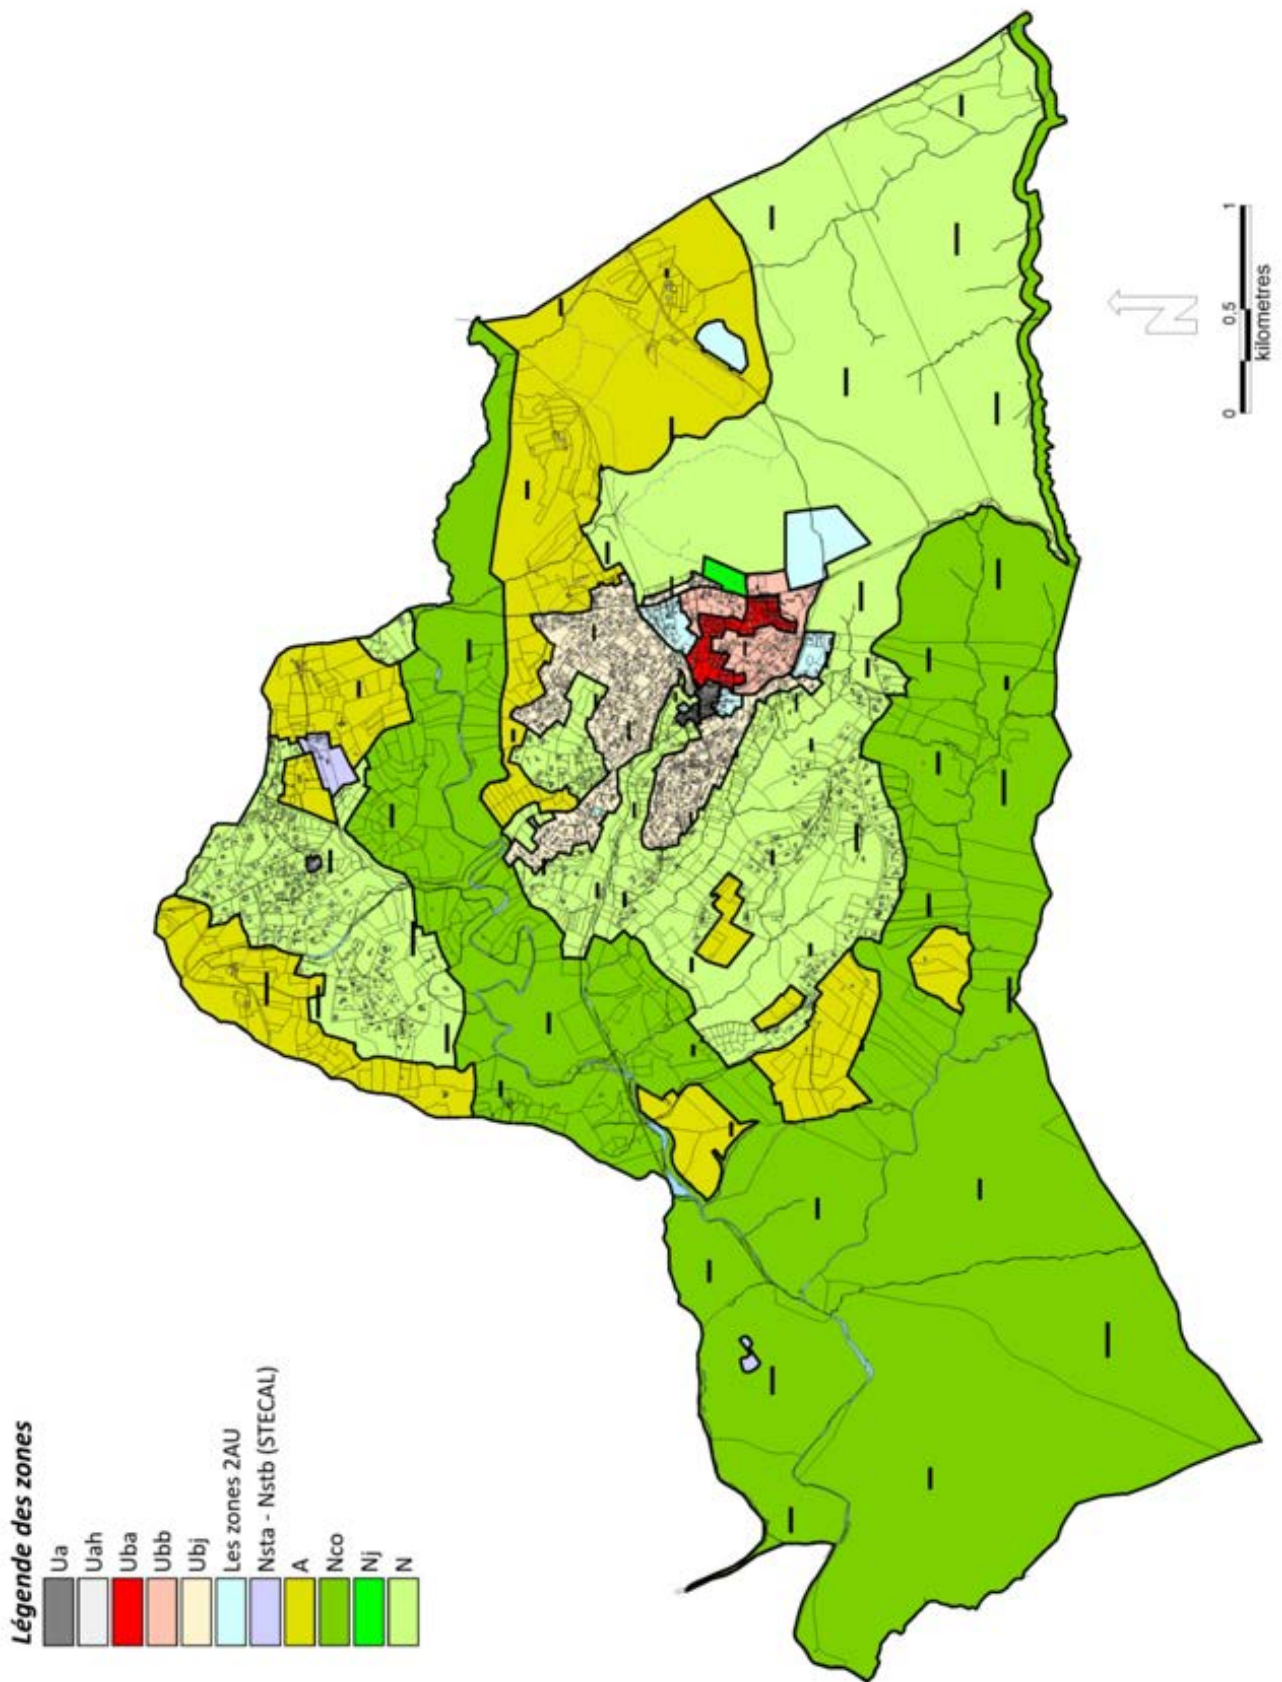 Légende des zones
Ua
Uah
Uba
Ubb
Ubj
Les zones 2AU
Nsta - Nstb (STECAL)
A
Nco
Nj
N
N
0 0.5 1
kilometres